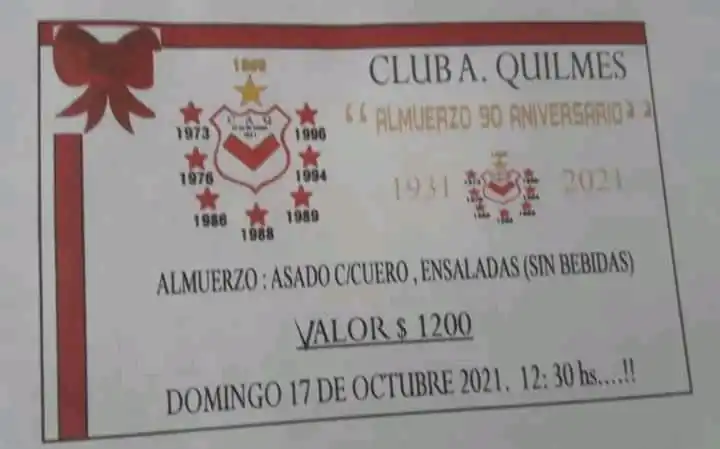 CLUB A. QUILMES
“ ALMUERZO 90 ANIVERSARIO”
1931 2021
C A Q
1973 1996
1976 1994
1986 1989
1988
ALMUERZO : ASADO C/CUERO , ENSALADAS (SIN BEBIDAS)
VALOR $ 1200
DOMINGO 17 DE OCTUBRE 2021. 12: 30 hs....!!